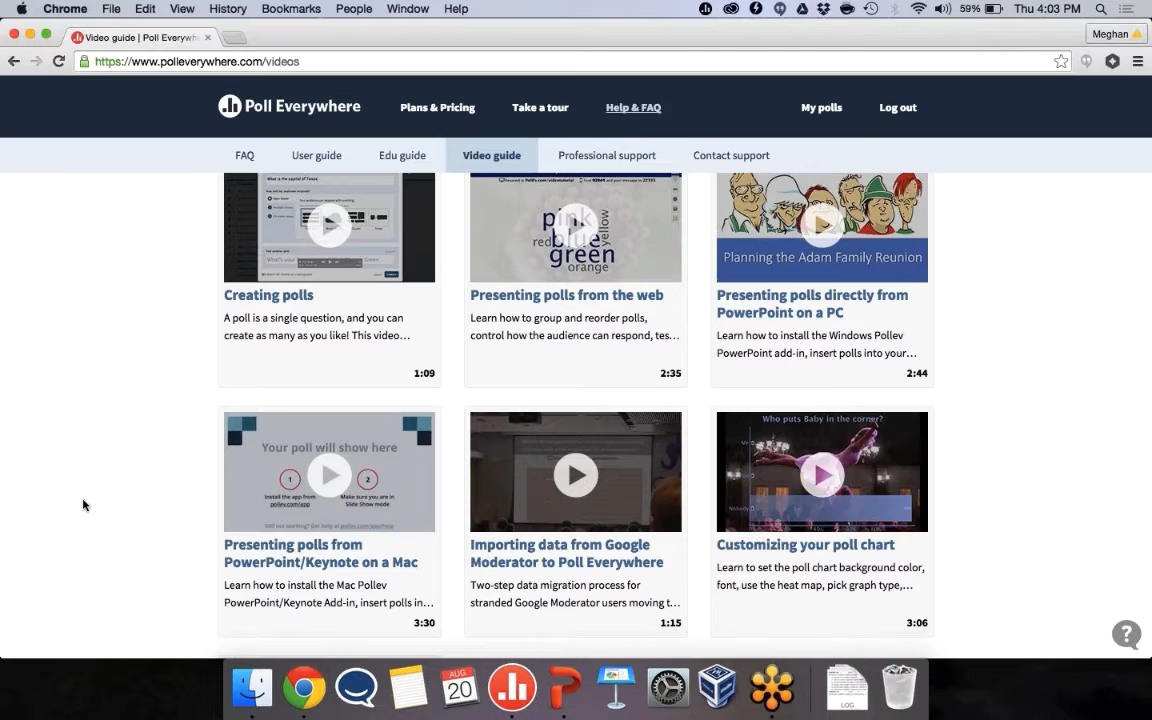 Chrome File Edit View History Bookmarks People Window Help 59% Thu 4:03 PM
Video guide | Poll Everywh
Meghan
https://www.polleverywhere.com/videos
Poll Everywhere
Plans & Pricing
Take a tour
Help & FAQ
My polls
Log out
FAQ
User guide
Edu guide
Video guide
Professional support
Contact support
What is the capital of Texas
pink
yellow
red
blue
green
orange
Planning the Adam Family Reunion
Creating polls
A poll is a single question, and you can
create as many as you like! This video…
1:09
Presenting polls from the web
Learn how to group and reorder polls,
control how the audience can respond, tes…
2:35
Presenting polls directly from
PowerPoint on a PC
Learn how to install the Windows Pollev
PowerPoint add-in, insert polls into your…
2:44
Your poll will show here
1
2
Install the app from
pollev.com/app
Make sure you are in
Slide Show mode
Presenting polls from
PowerPoint/Keynote on a Mac
Learn how to install the Mac Pollev
PowerPoint/Keynote Add-in, insert polls in…
3:30
Importing data from Google
Moderator to Poll Everywhere
Two-step data migration process for
stranded Google Moderator users moving t…
1:15
Who puts Baby in the corner?
Nobody
Customizing your poll chart
Learn to set the poll chart background color,
font, use the heat map, pick graph type,…
3:06
?
AUG
20
LOG